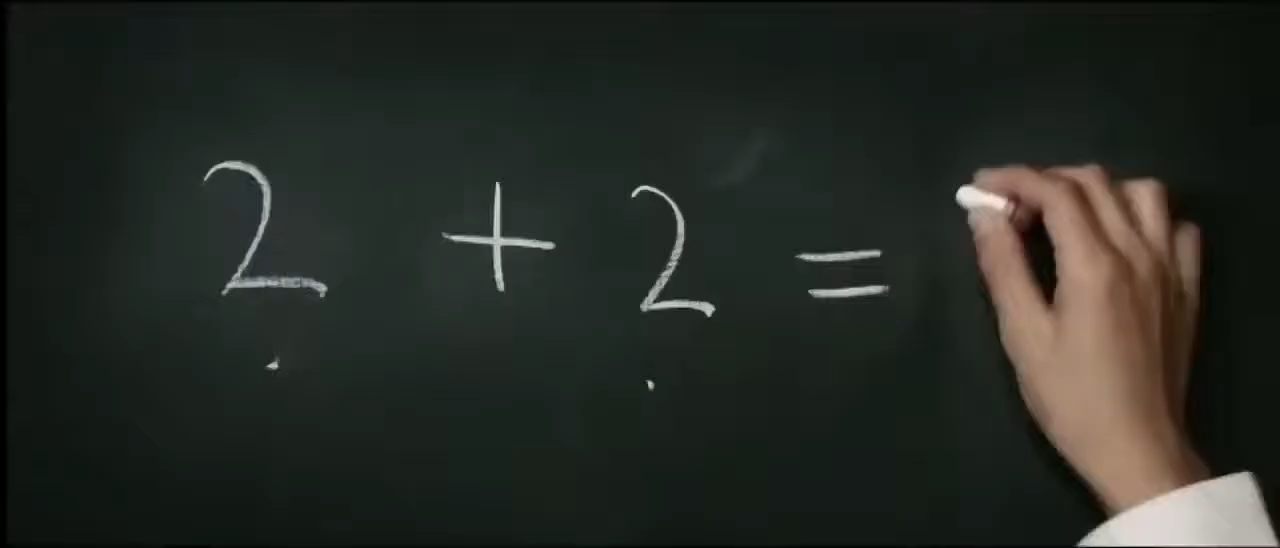 2 + 2 =